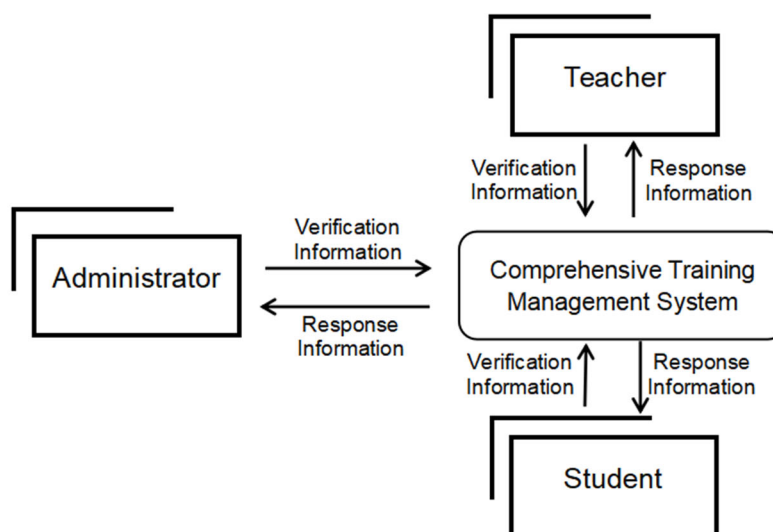 Teacher
Verification
Information
Response
Information
Administrator
Verification
Information
Response
Information
Comprehensive Training
Management System
Verification
Information
Response
Information
Student